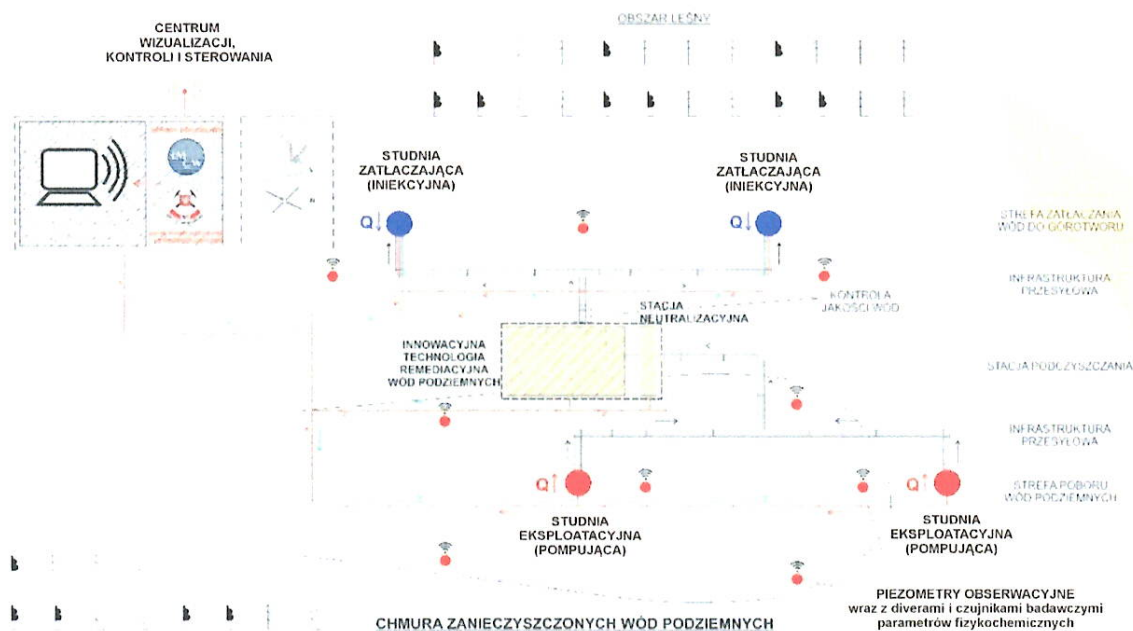 OBSZAR LEŚNY
CENTRUM
WIZUALIZACJI,
KONTROLI I STEROWANIA
STUDNIA
ZATŁACZAJĄCA
(INIEKCYJNA)
STUDNIA
ZATŁACZAJĄCA
(INIEKCYJNA)
Q
Q
STREFA ZATŁACZANIA
WÓD DO GÓROTWORU
INFRASTRUKTURA
PRZESYŁOWA
KONTROLA
JAKOŚCI WÓD
STACJA
NEUTRALIZACYJNA
INNOWACYJNA
TECHNOLOGIA
REMEDIACYJNA
WÓD PODZIEMNYCH
STACJA PODCZYSZCZANIA
INFRASTRUKTURA
PRZESYŁOWA
Q
Q
STREFA POBORU
WÓD PODZIEMNYCH
STUDNIA
EKSPLOATACYJNA
(POMPUJĄCA)
STUDNIA
EKSPLOATACYJNA
(POMPUJĄCA)
PIEZOMETRY OBSERWACYJNE
wraz z diverami i czujnikami badawczymi
parametrów fizykochemicznych
CHMURA ZANIECZYSZCZONYCH WÓD PODZIEMNYCH